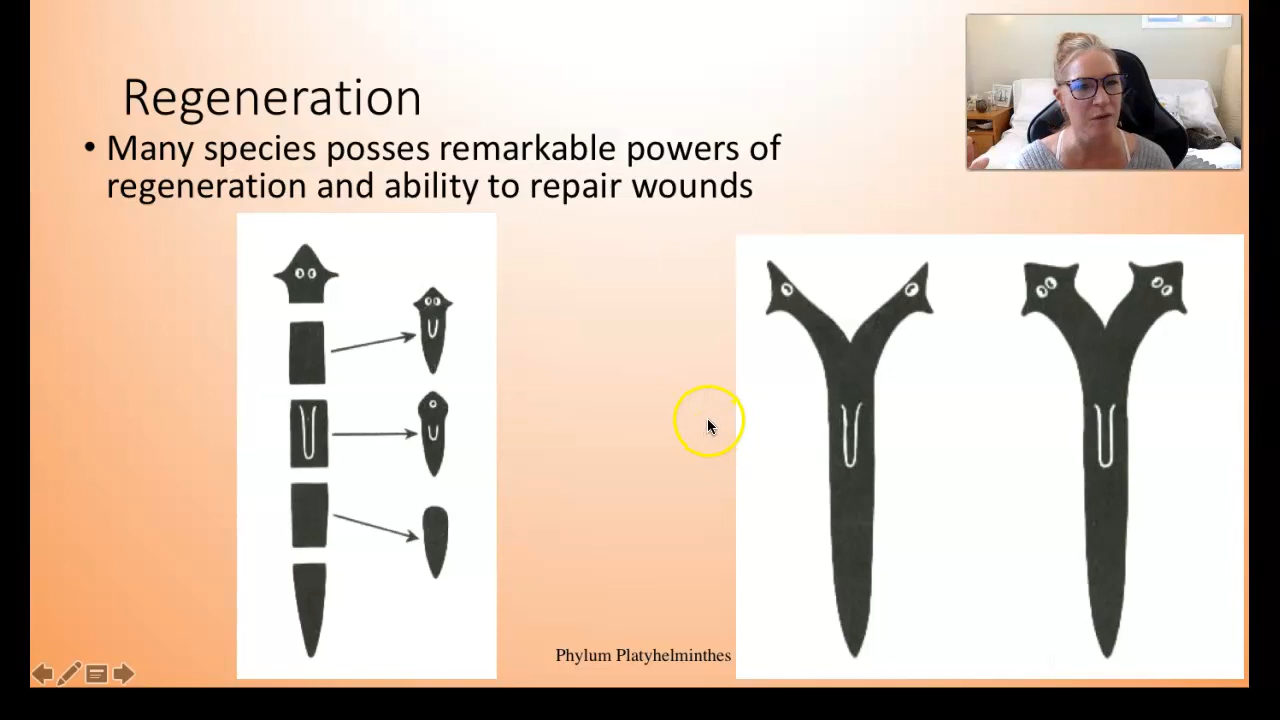 Regeneration
• Many species posses remarkable powers of
regeneration and ability to repair wounds
Phylum Platyhelminthes